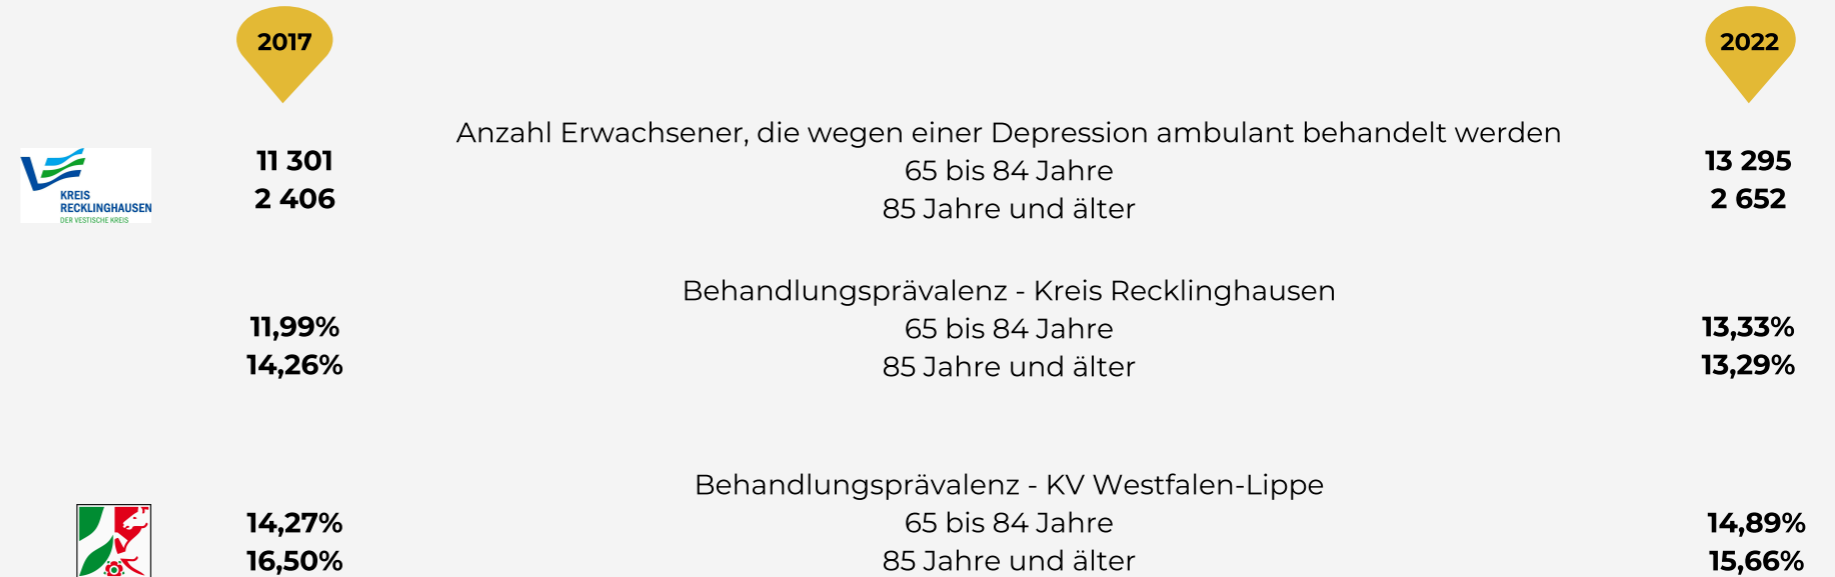 2017
2022
Anzahl Erwachsener, die wegen einer Depression ambulant behandelt werden
11 301 65 bis 84 Jahre 13 295
2 406 85 Jahre und älter 2 652
KREIS
RECKLINGHAUSEN
DER VESTISCHE KREIS
Behandlungsprävalenz - Kreis Recklinghausen
11,99% 65 bis 84 Jahre 13,33%
14,26% 85 Jahre und älter 13,29%
Behandlungsprävalenz - KV Westfalen-Lippe
14,27% 65 bis 84 Jahre 14,89%
16,50% 85 Jahre und älter 15,66%